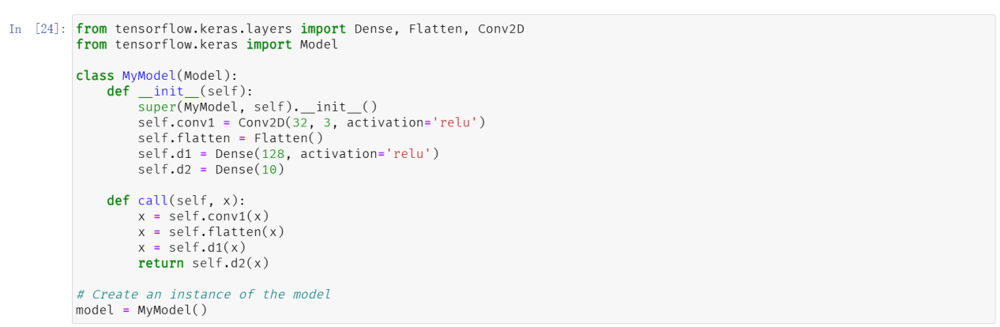 In [24]: from tensorflow.keras.layers import Dense, Flatten, Conv2D
from tensorflow.keras import Model

class MyModel(Model):
    def __init__(self):
        super(MyModel, self).__init__()
        self.conv1 = Conv2D(32, 3, activation='relu')
        self.flatten = Flatten()
        self.d1 = Dense(128, activation='relu')
        self.d2 = Dense(10)

    def call(self, x):
        x = self.conv1(x)
        x = self.flatten(x)
        x = self.d1(x)
        return self.d2(x)

# Create an instance of the model
model = MyModel()